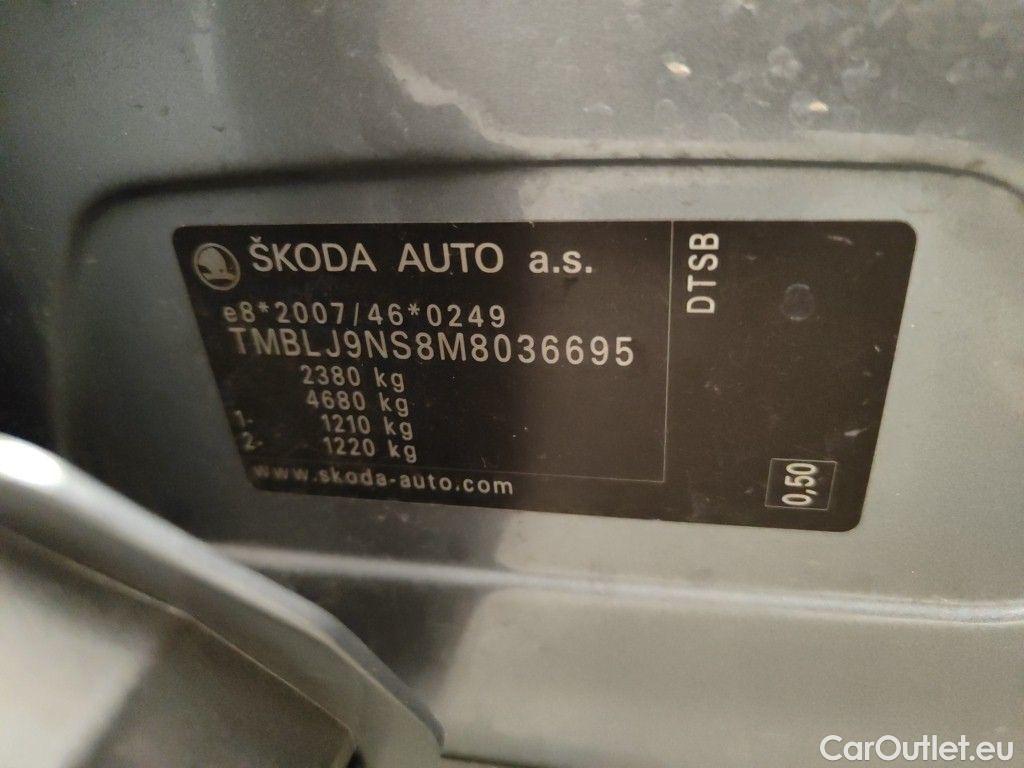 ŠKODA AUTO a.s.
e8*2007/46*0249
TMBLJ9NS8M8036695
2380 kg
4680 kg
1- 1210 kg
2- 1220 kg
www.skoda-auto.com
DTSB
0,50
CarOutlet.eu